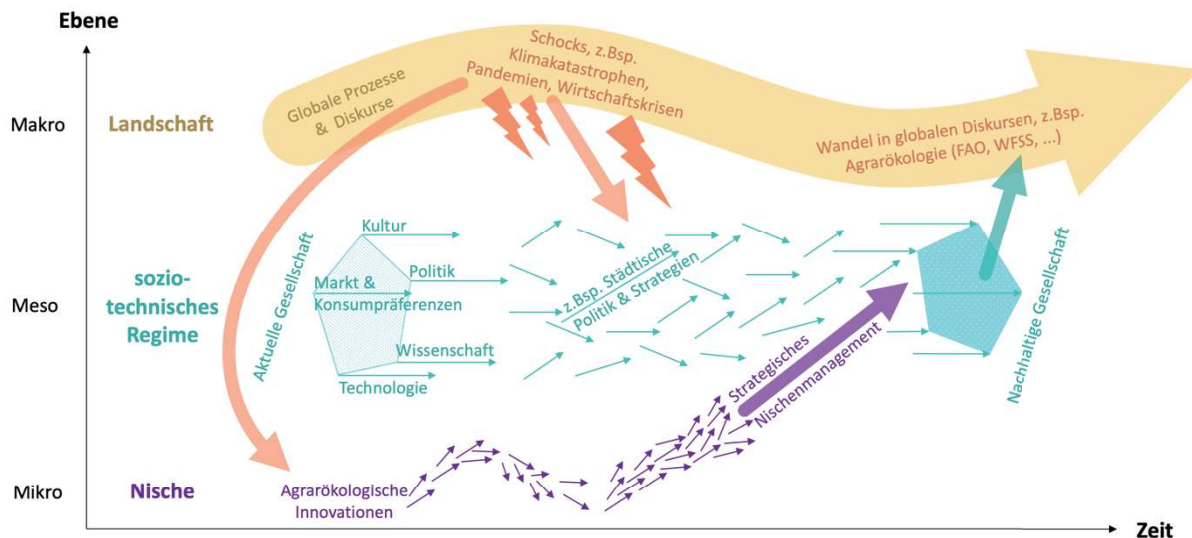 Ebene
Schocks, z.Bsp.
Klimakatastrophen,
Pandemien, Wirtschaftskrisen
Globale Prozesse
& Diskurse
Makro
Landschaft
Wandel in globalen Diskursen, z.Bsp.
Agrarökologie (FAO, WFSS, ...)
Aktuelle Gesellschaft
Kultur
Politik
Markt &
Konsumpräferenzen
Wissenschaft
Technologie
z.Bsp. Städtische
Politik & Strategien
Meso
sozio-
technisches
Regime
Nachhaltige Gesellschaft
Strategisches
Nischenmanagement
Mikro
Nische
Agrarökologische
Innovationen
Zeit